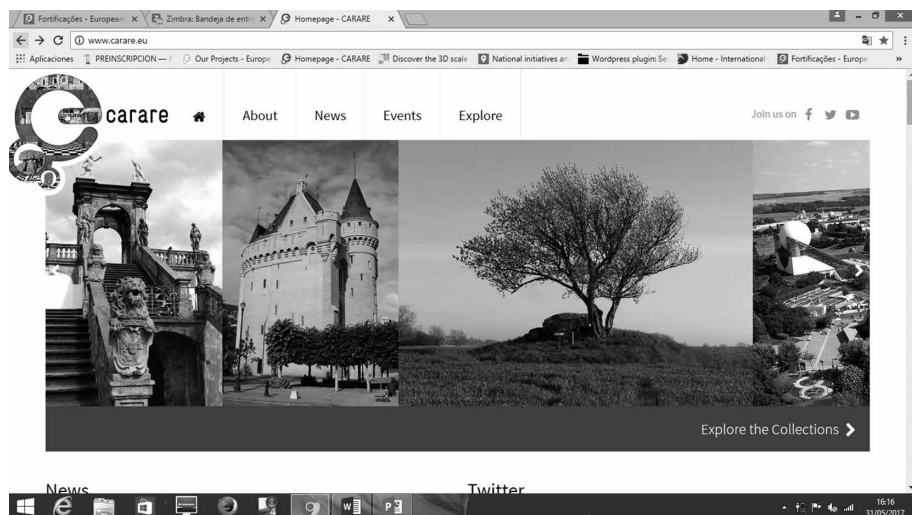 Fortificações - European
Zimbra: Bandeja de entr
Homepage - CARARE
www.carare.eu
Aplicaciones
PREINSCRIPCION —
Our Projects - Europe
Homepage - CARARE
Discover the 3D scale
National initiatives an
Wordpress plugin: Se
Home - International
Fortificações - Europe
carare
About
News
Events
Explore
Join us on
Explore the Collections
News
Twitter
16:16
31/05/2017